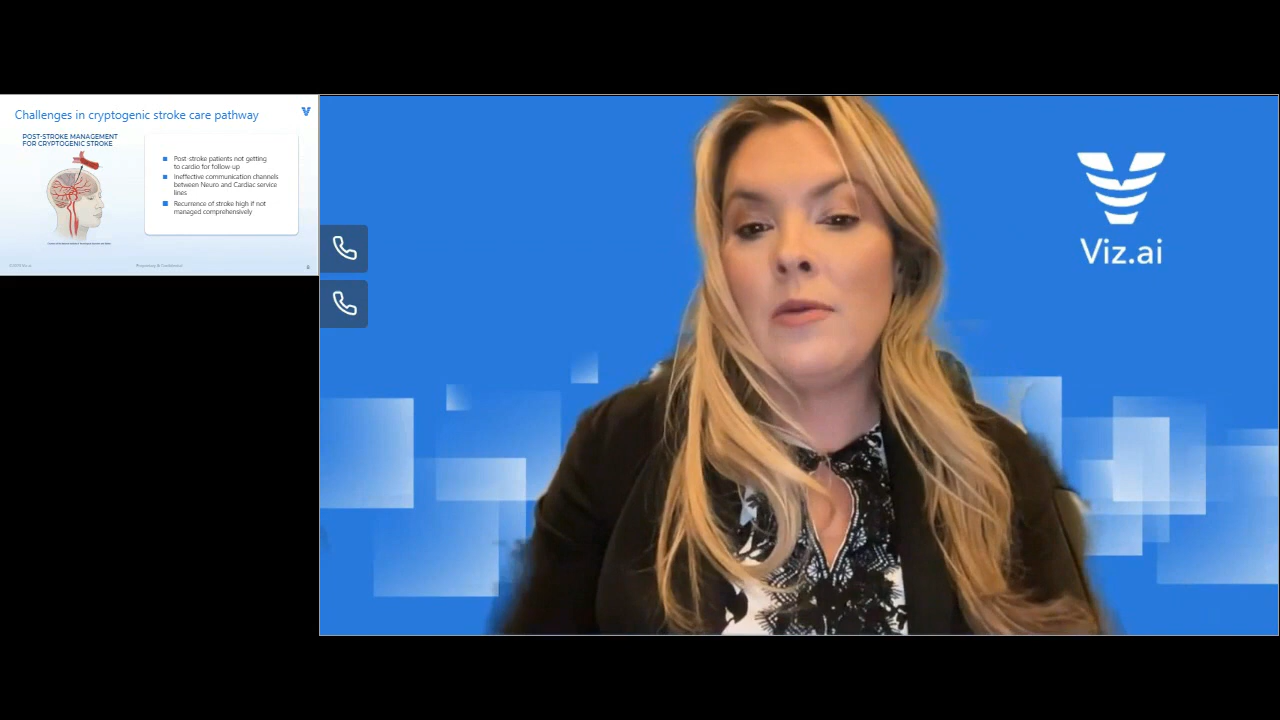 Challenges in cryptogenic stroke care pathway
POST-STROKE MANAGEMENT
FOR CRYPTOGENIC STROKE
Post-stroke patients not getting
to cardio for follow-up
Ineffective communication channels
between Neuro and Cardiac service
lines
Recurrence of stroke high if not
managed comprehensively
Viz.ai